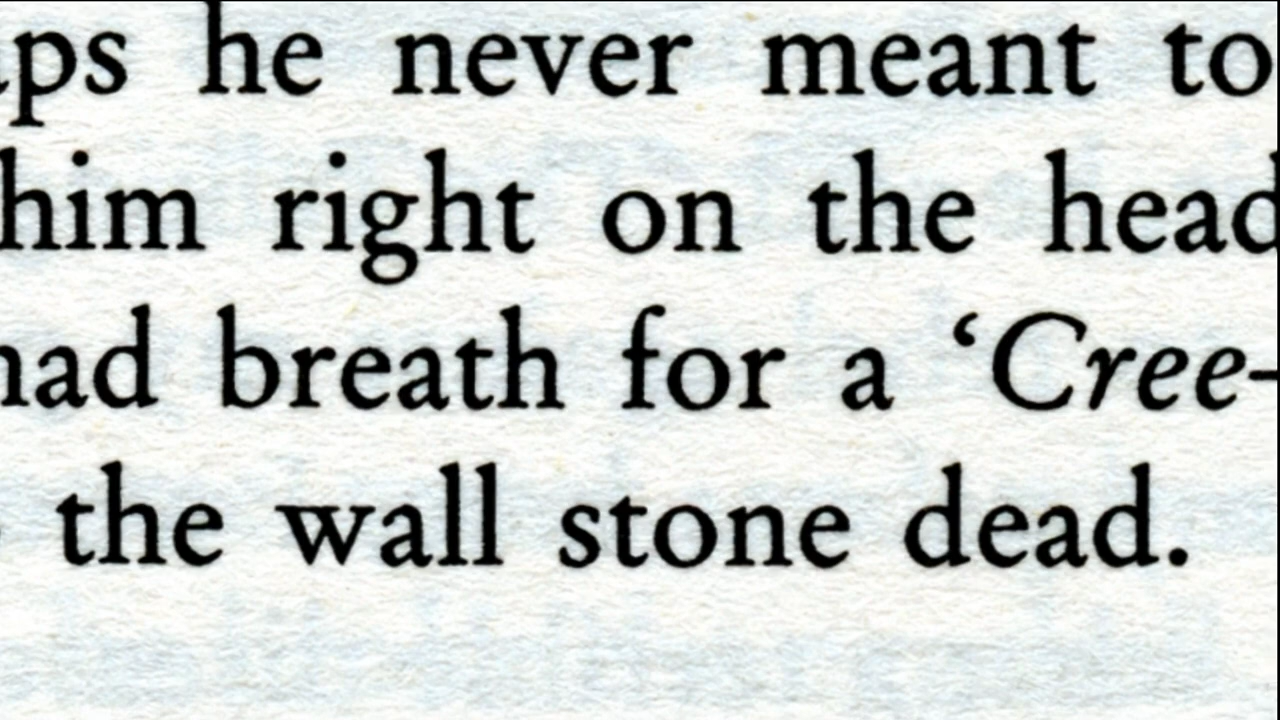 ps he never meant to
him right on the head
had breath for a ‘Cree-
the wall stone dead.